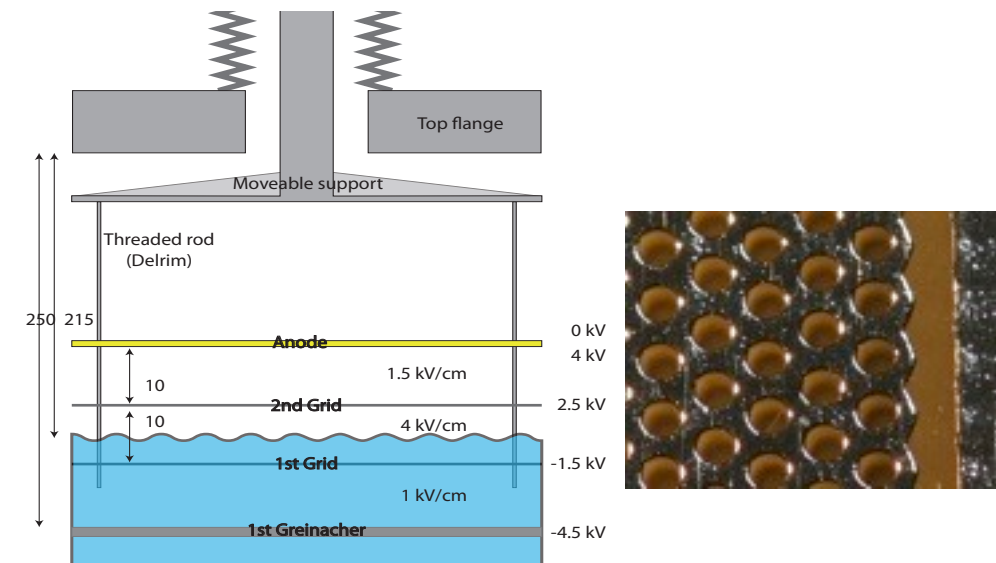 Top flange
Moveable support
Threaded rod
(Delrim)
250 215
Anode
0 kV
4 kV
1.5 kV/cm
10
2nd Grid
2.5 kV
10
4 kV/cm
1st Grid
-1.5 kV
1 kV/cm
1st Greinacher
-4.5 kV